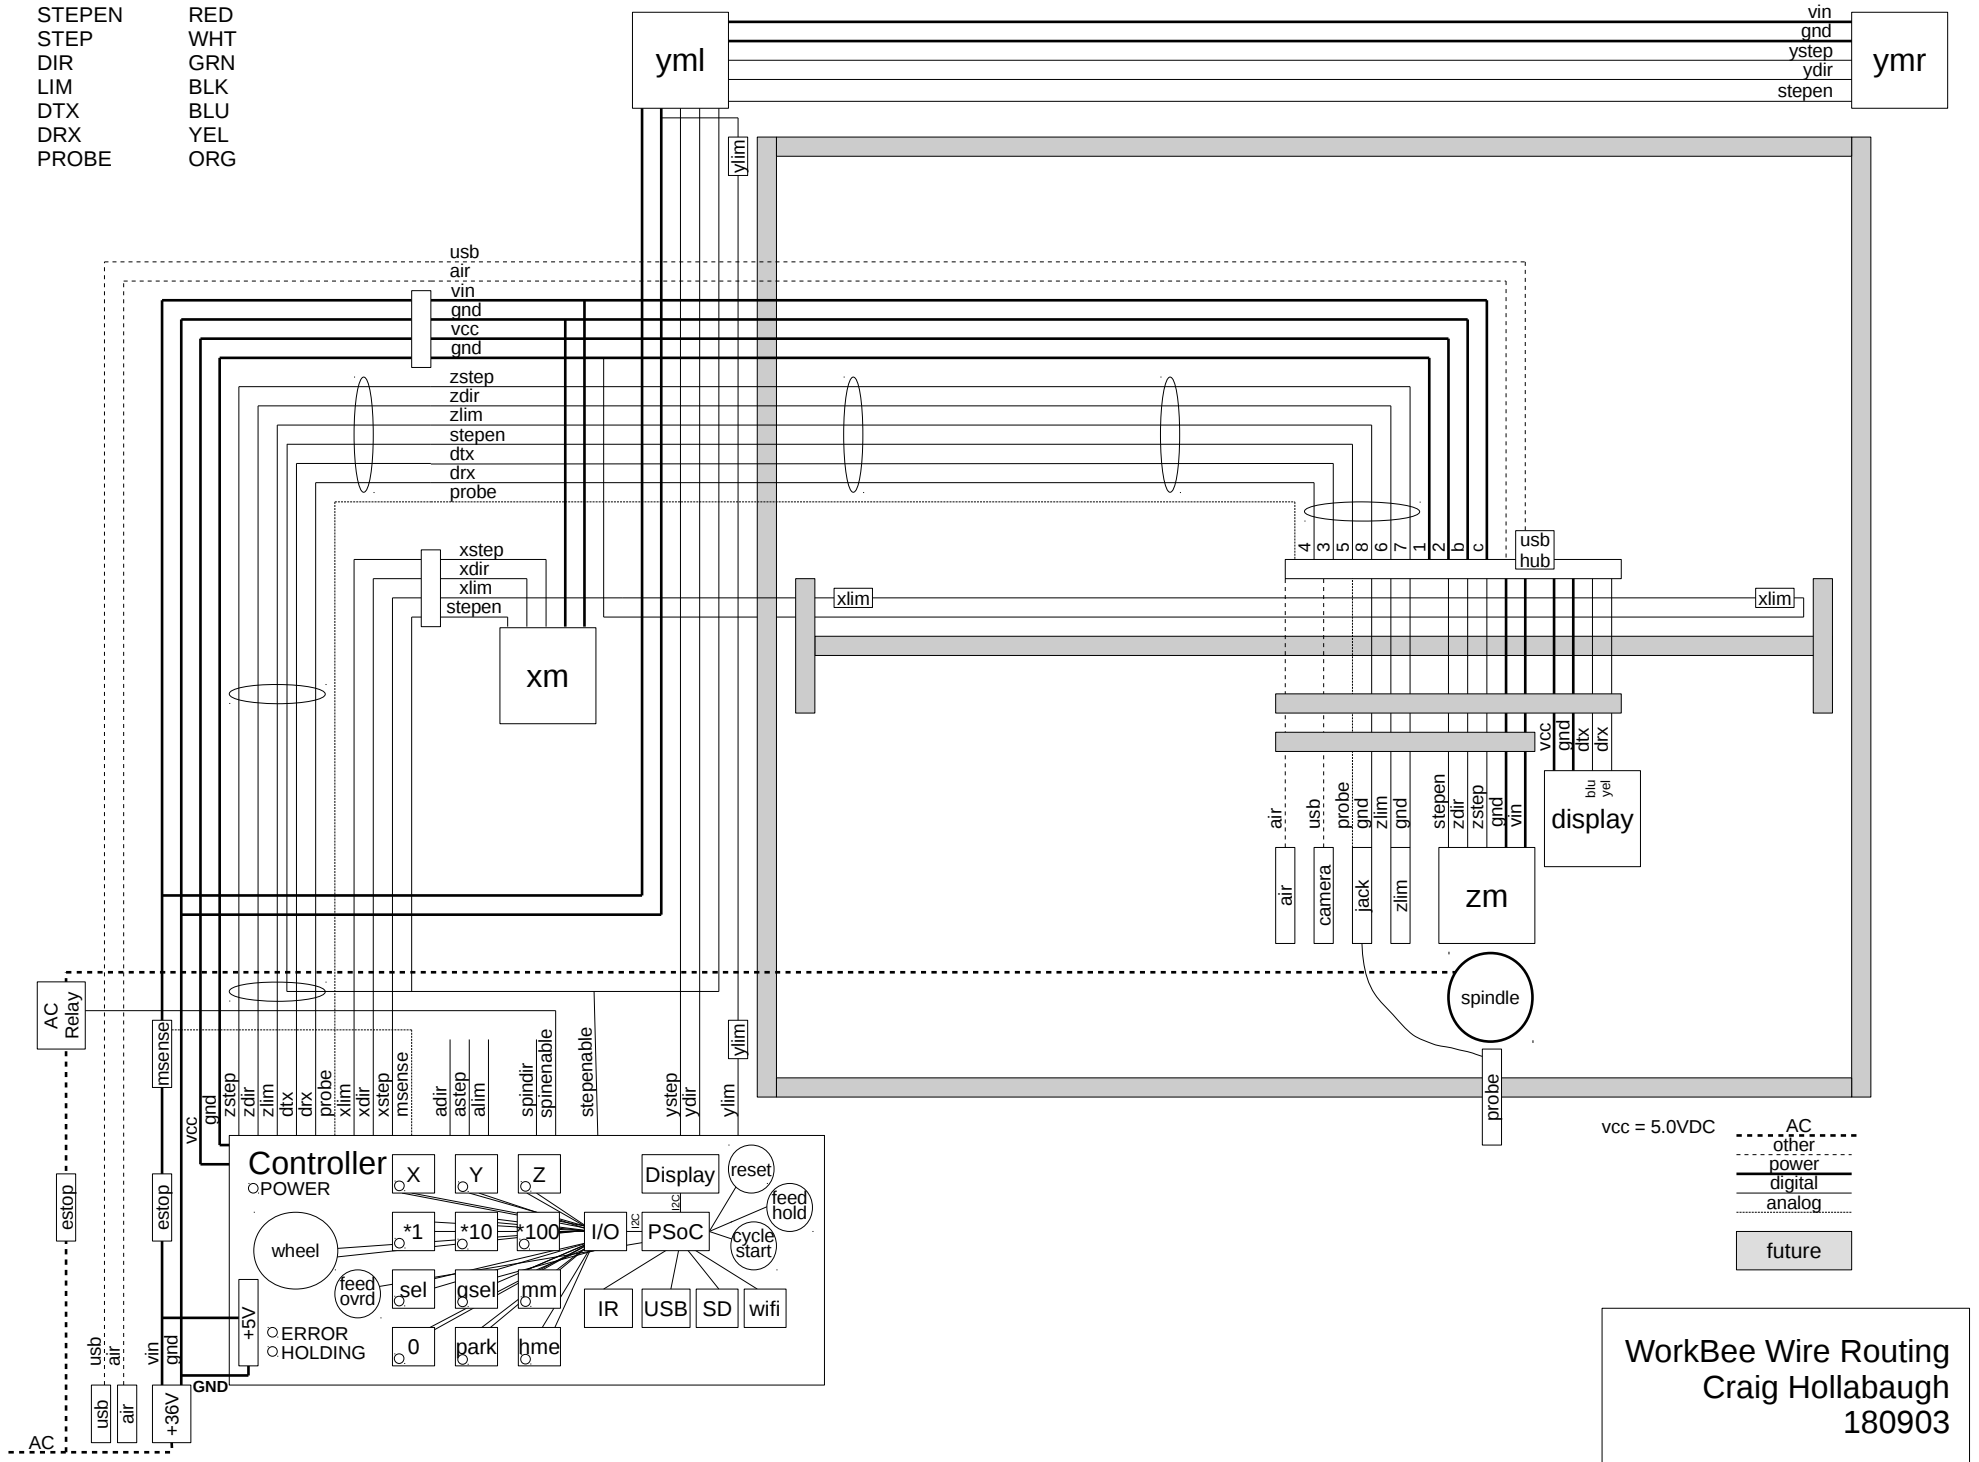 STEPEN RED
STEP WHT
DIR GRN
LIM BLK
DTX BLU
DRX YEL
PROBE ORG
yml
vin
gnd
ystep
ydir
stepen
ymr
ylim
usb
air
vin
gnd
vcc
gnd
zstep
zdir
zlim
stepen
dtx
drx
probe
xstep
xdir
xlim
stepen
xm
4 3 5 8 6 7 1 2 b c
usb
hub
xlim
xlim
vcc gnd dtx drx
blu yel
display
air usb probe gnd zlim gnd stepen zdir zstep gnd vin
air camera jack zlim
zm
spindle
probe
AC
Relay
msense
vcc gnd zstep zdir zlim dtx drx probe xlim xdir xstep msense
adir astep alim
spindir spinenable
stepenable
ystep ydir
ylim
ylim
estop
estop
Controller
POWER
X Y Z
Display
reset
feed
hold
*1 *10 *100
I/O
I2C
I2C
PSoC
cycle
start
wheel
feed
ovrd
sel gsel mm
IR USB SD wifi
+5V
ERROR
HOLDING
0 park hme
usb air vin gnd
GND
usb air +36V
AC
vcc = 5.0VDC
AC
other
power
digital
analog
future
WorkBee Wire Routing
Craig Hollabaugh
180903